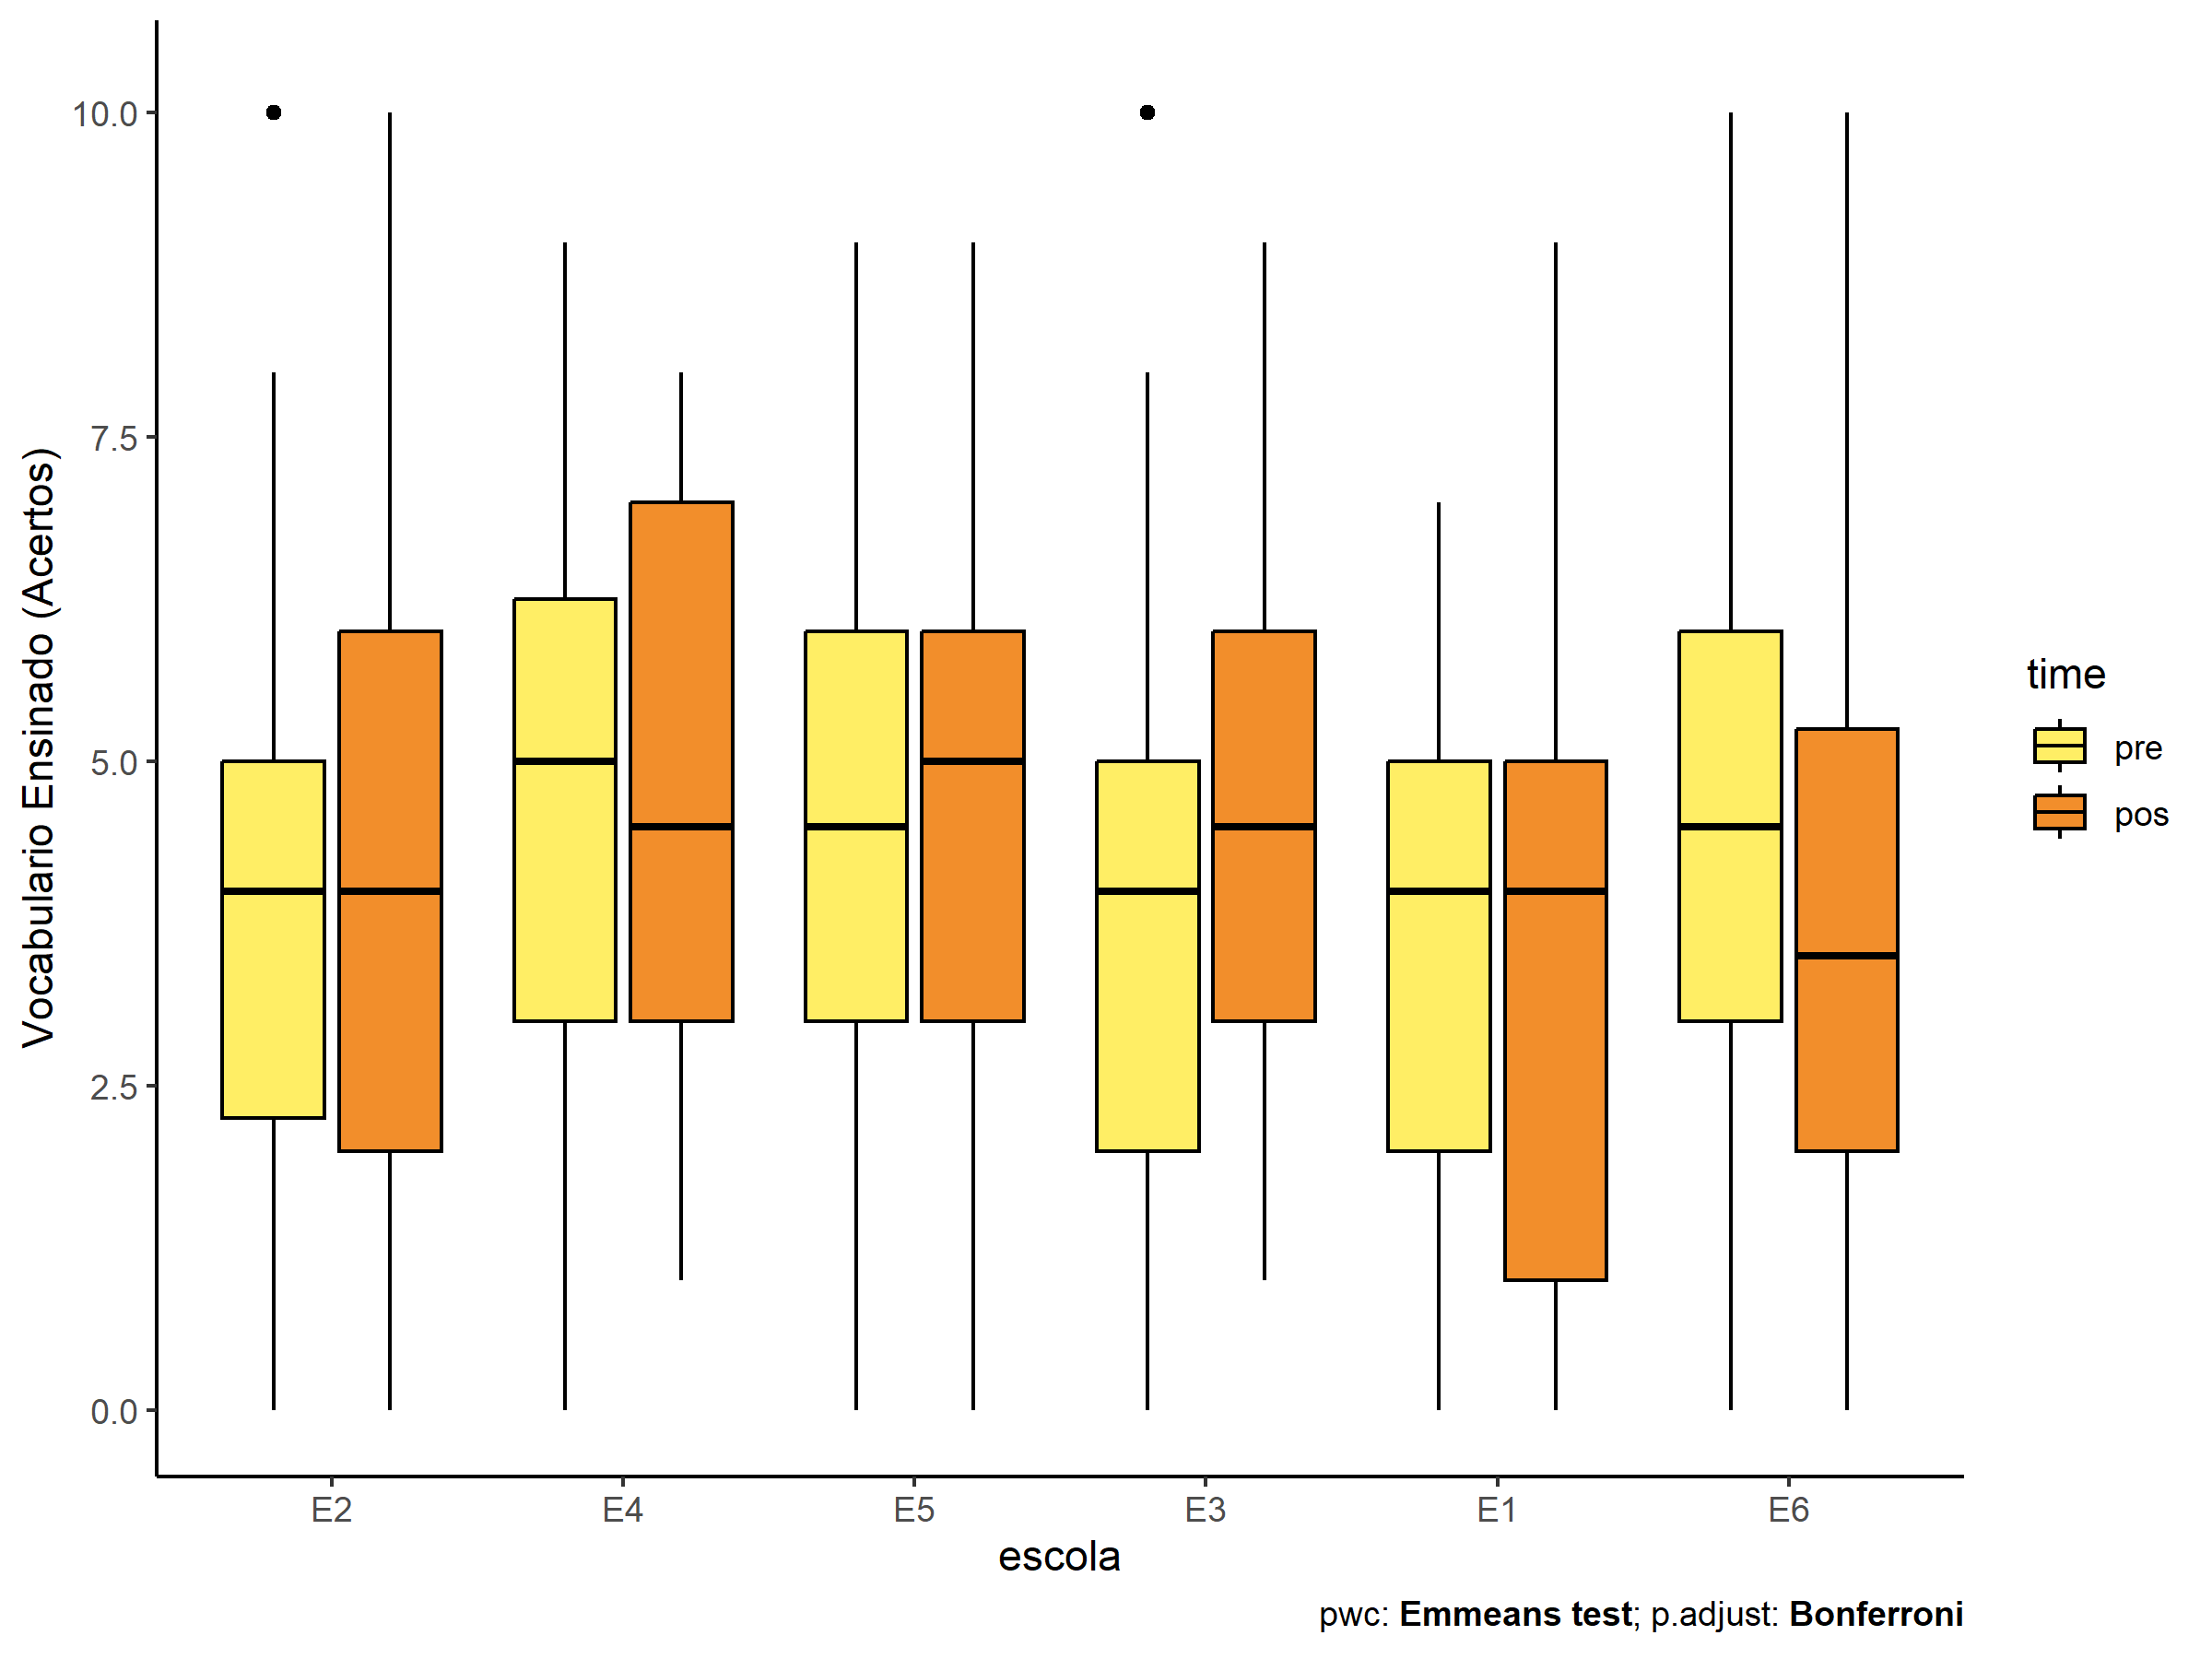 Vocabulario Ensinado (Acertos)
10.0
7.5
5.0
2.5
0.0
E2 E4 E5 E3 E1 E6
escola
time
pre
pos
pwc: Emmeans test; p.adjust: Bonferroni